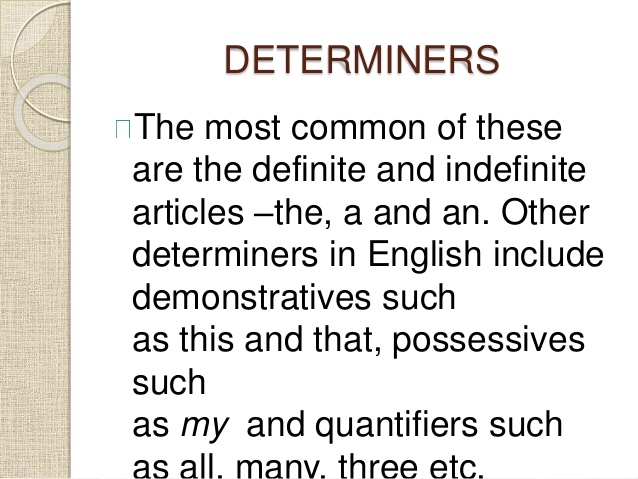 DETERMINERS
The most common of these
are the definite and indefinite
articles –the, a and an. Other
determiners in English include
demonstratives such
as this and that, possessives
such
as my and quantifiers such
as all, many, three etc.